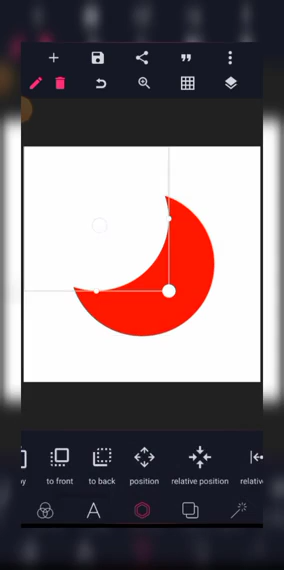 to front
to back
position
relative position